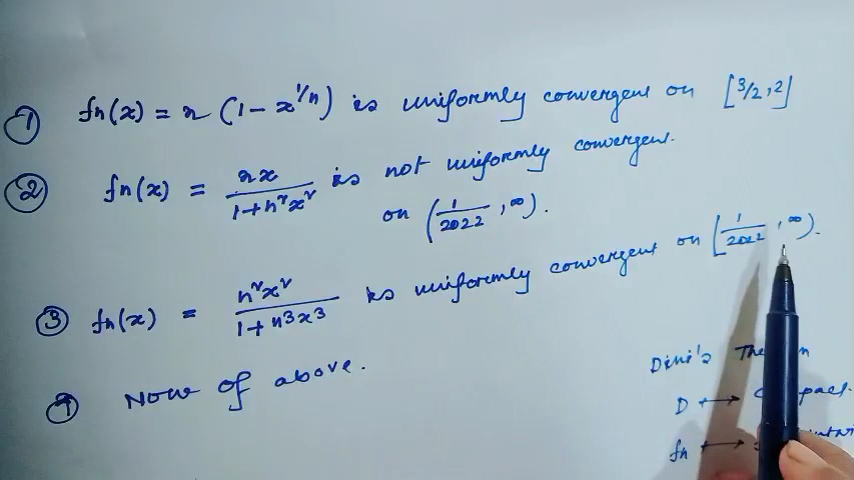 ① fn(x) = n (1 - x^1/n) is uniformly convergent on [3/2, 2]
② fn(x) = nx / 1+n²x² is not uniformly convergent.
on (1/2022, ∞).
③ fn(x) = n²x² / 1+n³x³ is uniformly convergent on [1/2022, ∞).
④ Now of above.
Dini's
D ↔
fn ↔